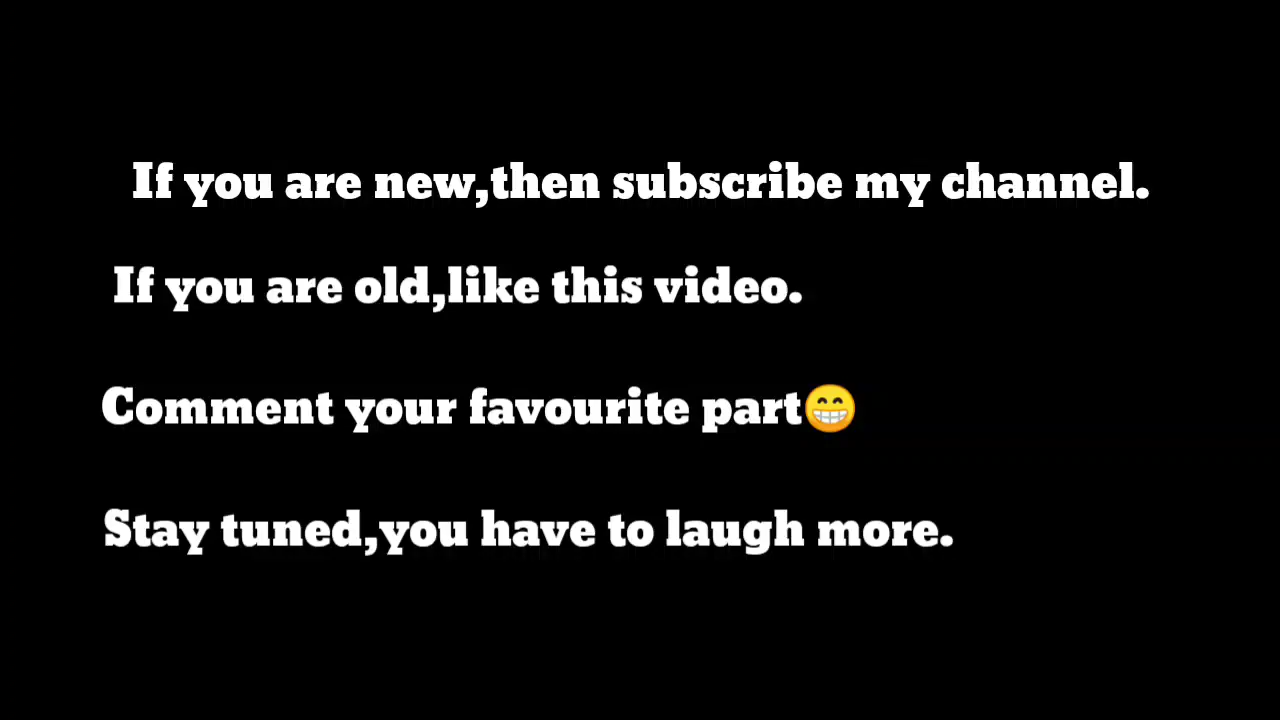 If you are new,then subscribe my channel.
If you are old,like this video.
Comment your favourite part😁
Stay tuned,you have to laugh more.